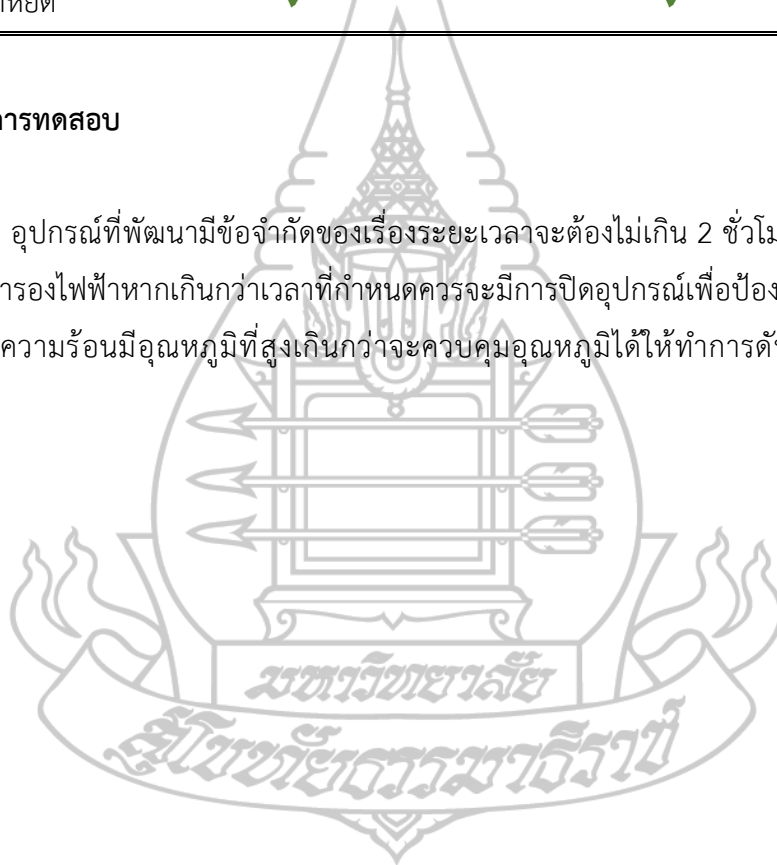 การทดสอบ
อุปกรณ์ที่พัฒนามีข้อจำกัดของเรื่องระยะเวลาจะต้องไม่เกิน 2 ชั่วโม
ารองไฟฟ้าหากเกินกว่าเวลาที่กำหนดควรจะมีการปิดอุปกรณ์เพื่อป้อง
ความร้อนมีอุณหภูมิที่สูงเกินกว่าจะควบคุมอุณหภูมิได้ให้ทำการดั
มหาวิทยาลัย
สุโขทัยธรรมาธิราช